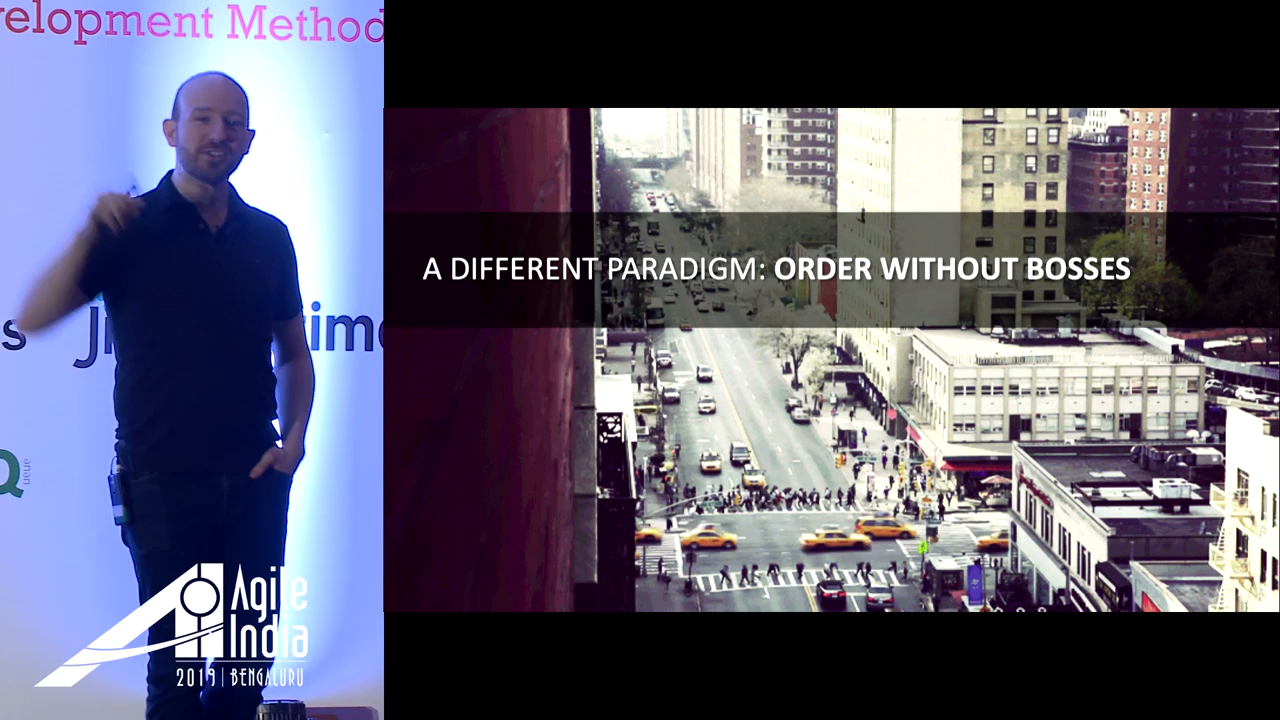 elopment Method
Q
Agile
India
2019 | BENGALURU
A DIFFERENT PARADIGM: ORDER WITHOUT BOSSES